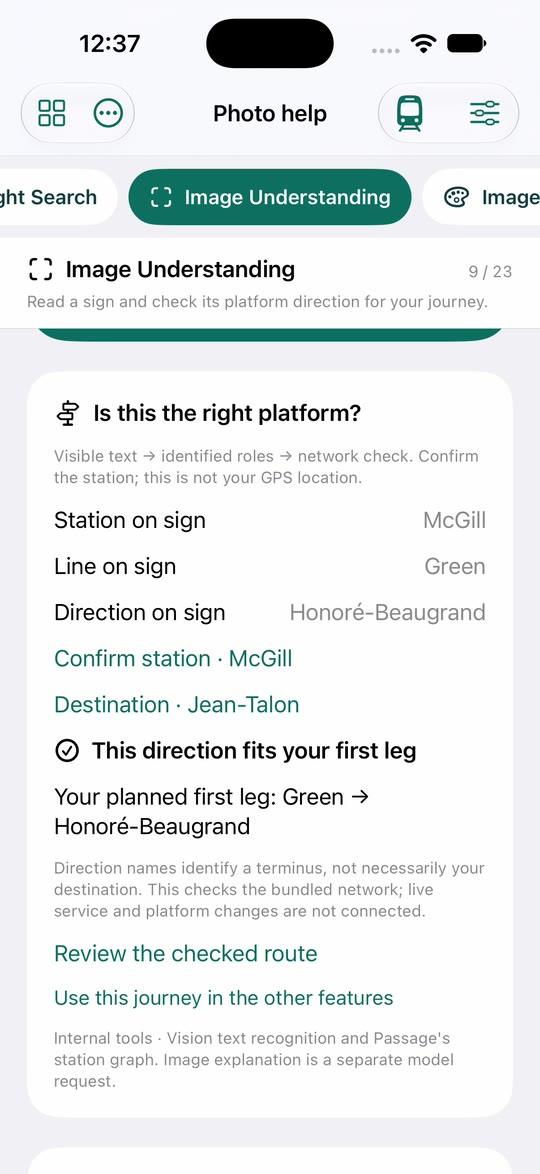 12:37
Photo help
ght Search
Image Understanding
Image
Image Understanding
9 / 23
Read a sign and check its platform direction for your journey.
Is this the right platform?
Visible text → identified roles → network check. Confirm
the station; this is not your GPS location.
Station on sign McGill
Line on sign Green
Direction on sign Honoré-Beaugrand
Confirm station · McGill
Destination · Jean-Talon
This direction fits your first leg
Your planned first leg: Green →
Honoré-Beaugrand
Direction names identify a terminus, not necessarily your
destination. This checks the bundled network; live
service and platform changes are not connected.
Review the checked route
Use this journey in the other features
Internal tools · Vision text recognition and Passage's
station graph. Image explanation is a separate model
request.